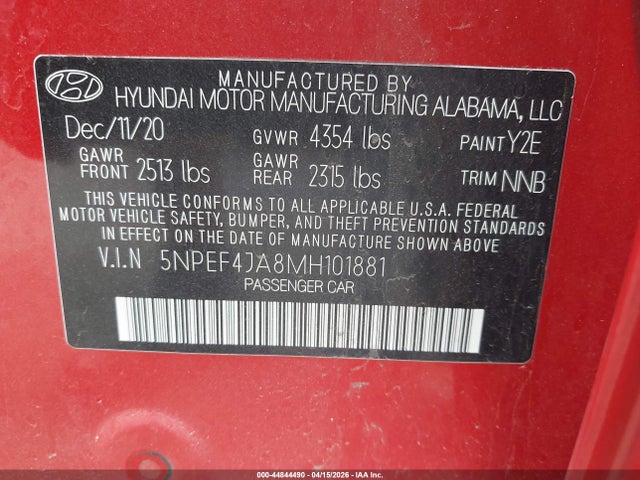 MANUFACTURED BY
HYUNDAI MOTOR MANUFACTURING ALABAMA, LLC
Dec/11/20 GVWR 4354 lbs PAINT Y2E
GAWR FRONT 2513 lbs GAWR REAR 2315 lbs TRIM NNB
THIS VEHICLE CONFORMS TO ALL APPLICABLE U.S.A. FEDERAL
MOTOR VEHICLE SAFETY, BUMPER, AND THEFT PREVENTION
STANDARDS IN EFFECT ON THE DATE OF MANUFACTURE SHOWN ABOVE
V.I.N 5NPEF4JA8MH101881
PASSENGER CAR
000-44844490 - 04/15/2026 - IAA Inc.